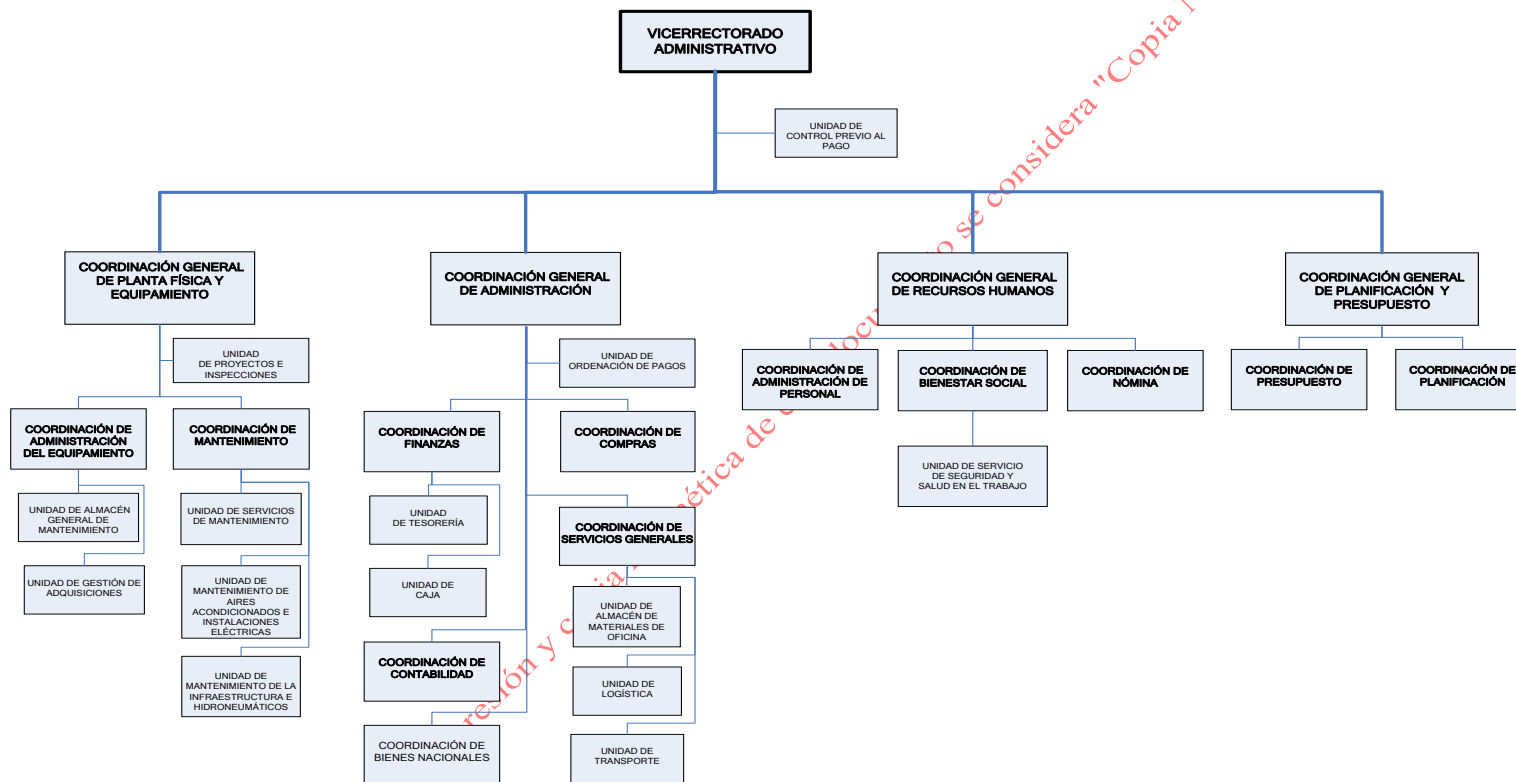 VICERRECTORADO
ADMINISTRATIVO
UNIDAD DE
CONTROL PREVIO AL
PAGO
COORDINACIÓN GENERAL
DE PLANTA FÍSICA Y
EQUIPAMIENTO
COORDINACIÓN GENERAL
DE ADMINISTRACIÓN
COORDINACIÓN GENERAL
DE RECURSOS HUMANOS
COORDINACIÓN GENERAL
DE PLANIFICACIÓN Y
PRESUPUESTO
UNIDAD
DE PROYECTOS E
INSPECCIONES
COORDINACIÓN DE
ADMINISTRACIÓN
DEL EQUIPAMIENTO
COORDINACIÓN DE
MANTENIMIENTO
UNIDAD DE ALMACÉN
GENERAL DE
MANTENIMIENTO
UNIDAD DE GESTIÓN DE
ADQUISICIONES
UNIDAD DE SERVICIOS
DE MANTENIMIENTO
UNIDAD DE
MANTENIMIENTO DE
AIRES
ACONDICIONADOS E
INSTALACIONES
ELÉCTRICAS
UNIDAD DE
MANTENIMIENTO DE LA
INFRAESTRUCTURA E
HIDRONEUMÁTICOS
UNIDAD DE
ORDENACIÓN DE PAGOS
COORDINACIÓN DE
FINANZAS
COORDINACIÓN DE
COMPRAS
UNIDAD
DE TESORERÍA
UNIDAD DE
CAJA
COORDINACIÓN DE
CONTABILIDAD
COORDINACIÓN DE
BIENES NACIONALES
COORDINACIÓN DE
SERVICIOS GENERALES
UNIDAD DE
ALMACÉN DE
MATERIALES DE
OFICINA
UNIDAD DE
LOGÍSTICA
UNIDAD DE
TRANSPORTE
COORDINACIÓN DE
ADMINISTRACIÓN DE
PERSONAL
COORDINACIÓN DE
BIENESTAR SOCIAL
COORDINACIÓN DE
NÓMINA
UNIDAD DE SERVICIO
DE SEGURIDAD Y
SALUD EN EL TRABAJO
COORDINACIÓN DE
PRESUPUESTO
COORDINACIÓN DE
PLANIFICACIÓN
se considera "Copia